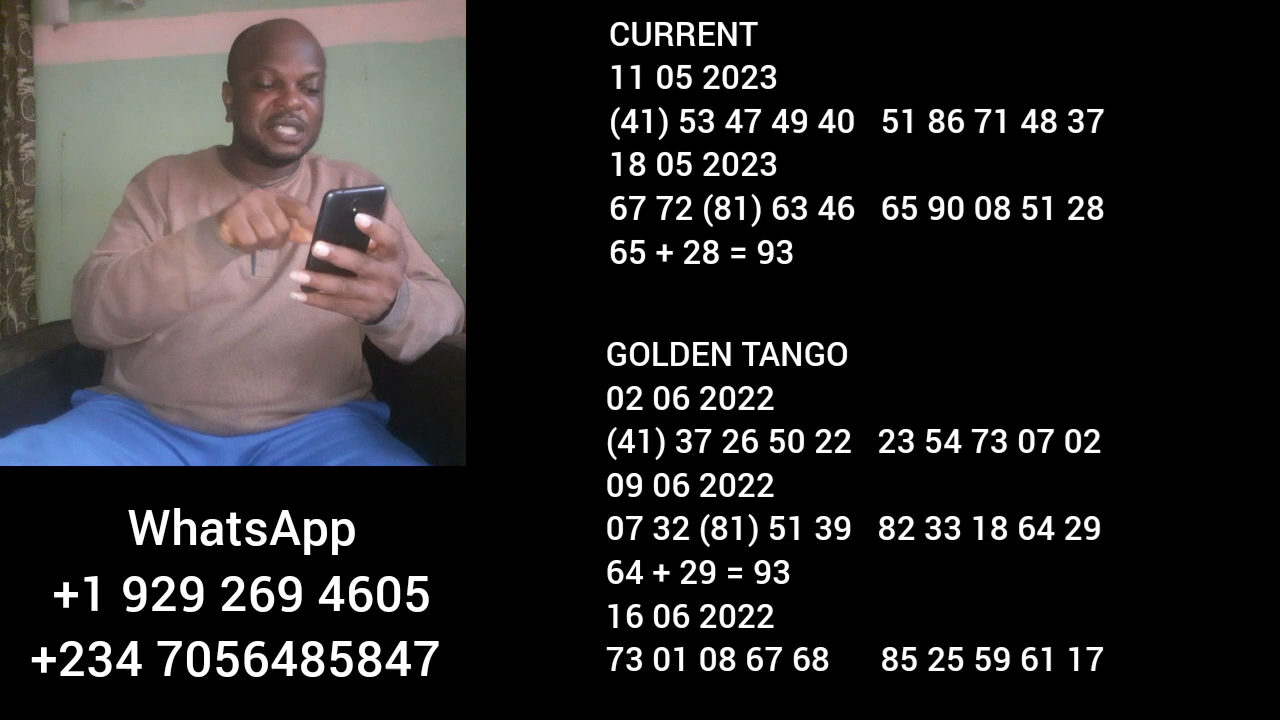 WhatsApp
+1 929 269 4605
+234 7056485847
CURRENT
11 05 2023
(41) 53 47 49 40 51 86 71 48 37
18 05 2023
67 72 (81) 63 46 65 90 08 51 28
65 + 28 = 93
GOLDEN TANGO
02 06 2022
(41) 37 26 50 22 23 54 73 07 02
09 06 2022
07 32 (81) 51 39 82 33 18 64 29
64 + 29 = 93
16 06 2022
73 01 08 67 68 85 25 59 61 17